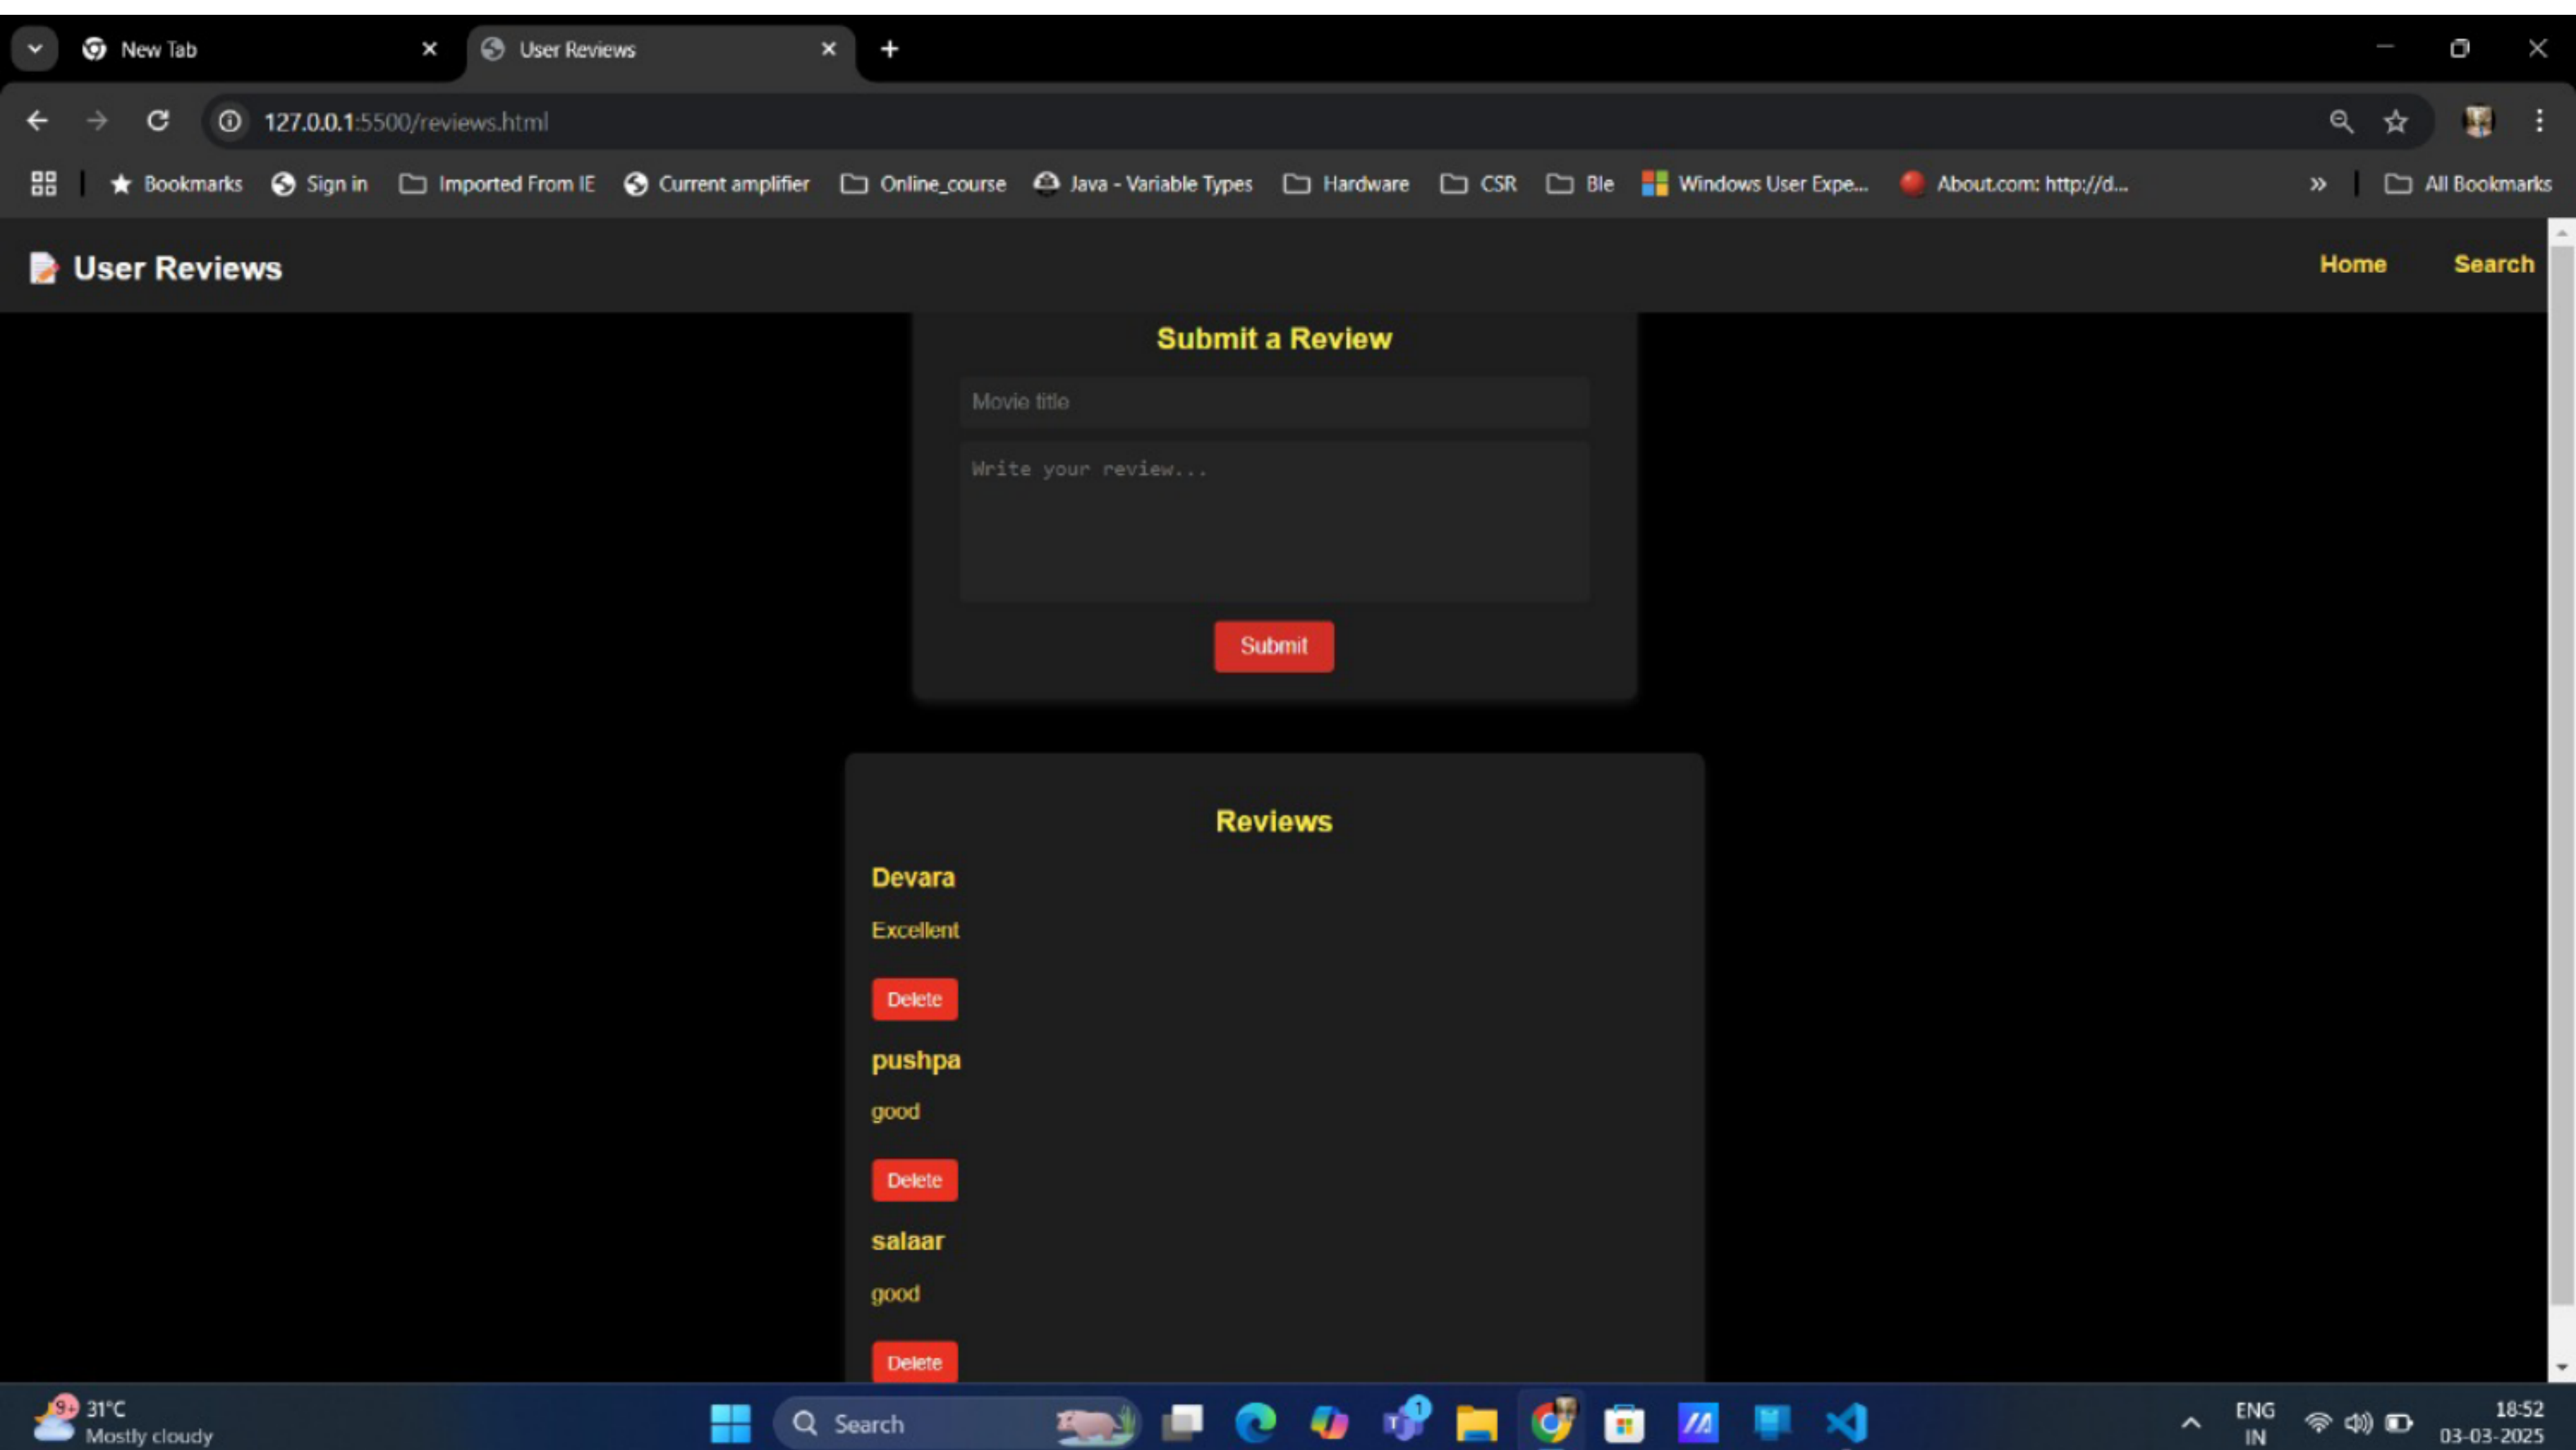 New Tab
User Reviews
127.0.0.1:5500/reviews.html
Bookmarks Sign in Imported From IE Current amplifier Online_course Java - Variable Types Hardware CSR Ble Windows User Expe... About.com: http://d... » All Bookmarks
User Reviews Home Search
Submit a Review
Movie title
Write your review...
Submit
Reviews
Devara
Excellent
Delete
pushpa
good
Delete
salaar
good
Delete
9+ 31°C
Mostly cloudy
Search
T 1
ENG
IN
18:52
03-03-2025